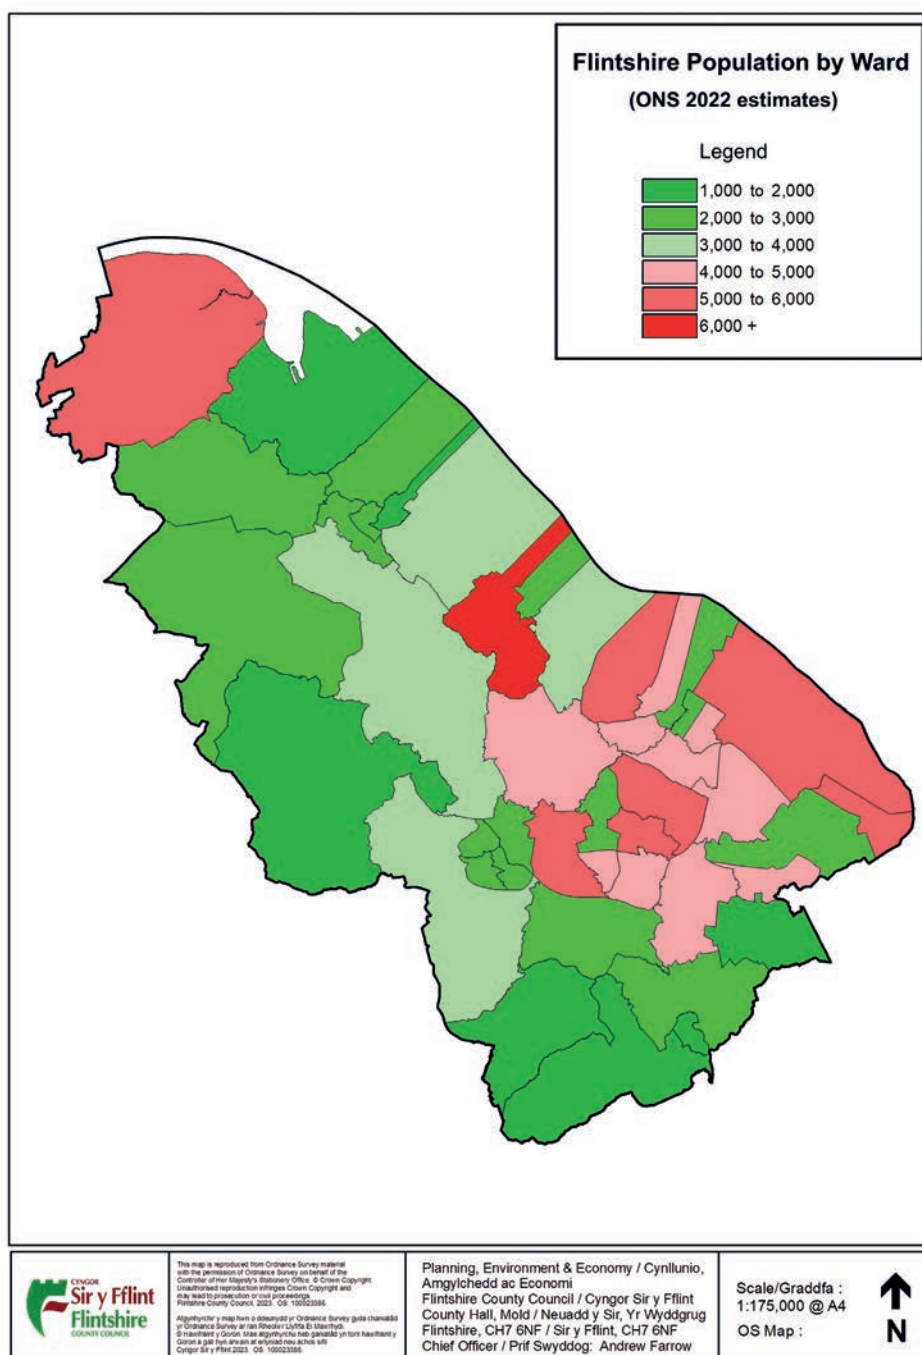 Flintshire Population by Ward
(ONS 2022 estimates)
Legend
1,000 to 2,000
2,000 to 3,000
3,000 to 4,000
4,000 to 5,000
5,000 to 6,000
6,000 +
CYNGOR
Sir y Fflint
Flintshire
COUNTY COUNCIL
This map is reproduced from Ordnance Survey material
with the permission of Ordnance Survey on behalf of the
Controller of Her Majesty's Stationery Office. © Crown Copyright
Unauthorised reproduction infringes Crown Copyright and
may lead to prosecution or civil proceedings.
Flintshire County Council, 2023. OS 100023386
Cyngor Sir y Fflint 2023. OS 100023386
Planning, Environment & Economy / Cynllunio,
Amgylchedd ac Economi
Flintshire County Council / Cyngor Sir y Fflint
County Hall, Mold / Neuadd y Sir, Yr Wyddgrug
Flintshire, CH7 6NF / Sir y Fflint, CH7 6NF
Chief Officer / Prif Swyddog: Andrew Farrow
Scale/Graddfa :
1:175,000 @ A4
OS Map :
N